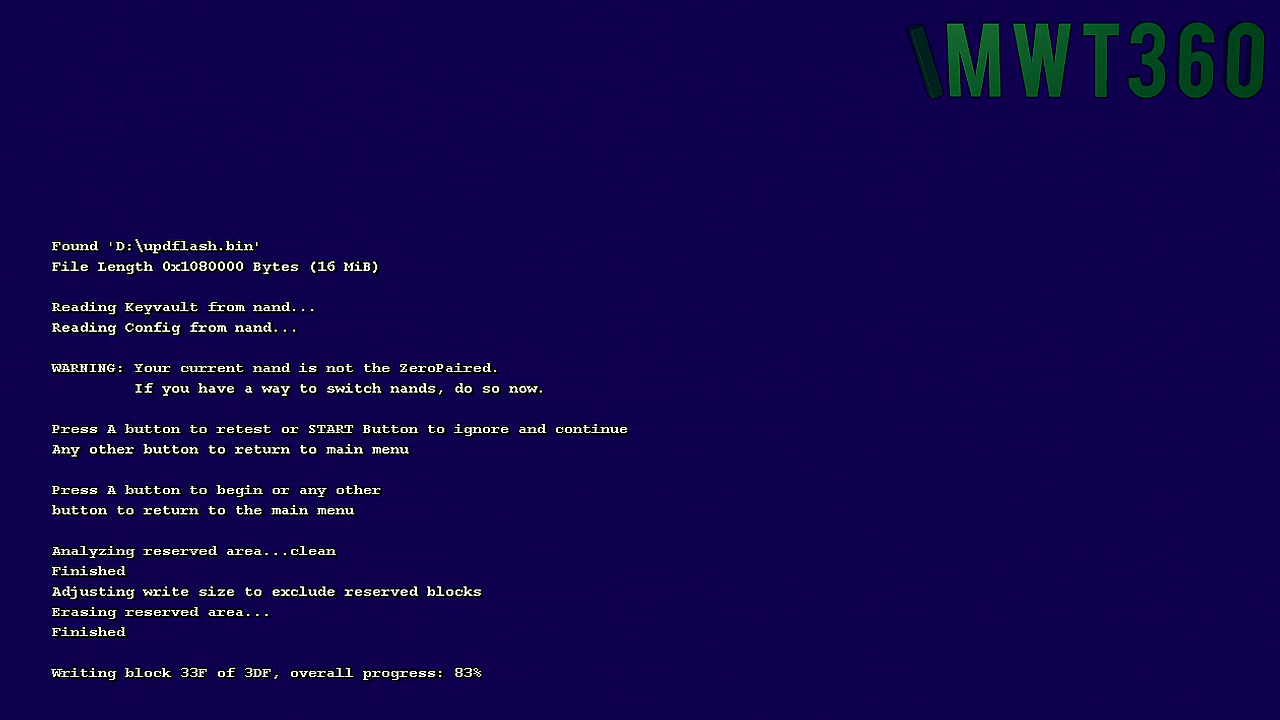 \MWT360
Found 'D:\updflash.bin'
File Length 0x1080000 Bytes (16 MiB)
Reading Keyvault from nand...
Reading Config from nand...
WARNING: Your current nand is not the ZeroPaired.
If you have a way to switch nands, do so now.
Press A button to retest or START Button to ignore and continue
Any other button to return to main menu
Press A button to begin or any other
button to return to the main menu
Analyzing reserved area...clean
Finished
Adjusting write size to exclude reserved blocks
Erasing reserved area...
Finished
Writing block 33F of 3DF, overall progress: 83%